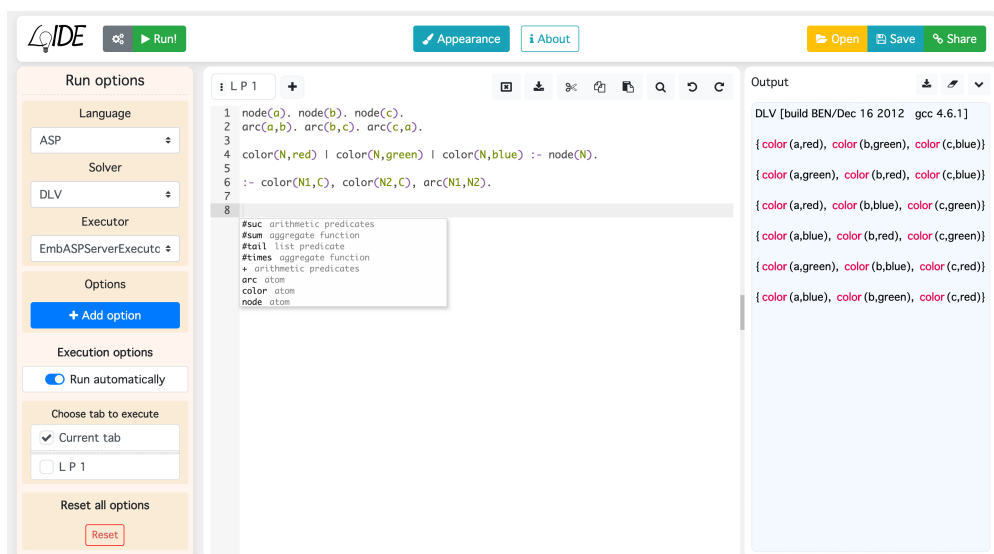 LOIDE
Run!
Appearance
About
Open
Save
Share
Run options
Language
ASP
Solver
DLV
Executor
EmbASPServerExecutc
Options
Add option
Execution options
Run automatically
Choose tab to execute
Current tab
L P 1
Reset all options
Reset
L P 1
1 node(a). node(b). node(c).
2 arc(a,b). arc(b,c). arc(c,a).
3
4 color(N,red) | color(N,green) | color(N,blue) :- node(N).
5
6 :- color(N1,C), color(N2,C), arc(N1,N2).
7
8
#suc arithmetic predicates
#sum aggregate function
#tail list predicate
#times aggregate function
+ arithmetic predicates
arc atom
color atom
node atom
Output
DLV [build BEN/Dec 16 2012 gcc 4.6.1]
{color(a,red), color(b,green), color(c,blue)}
{color(a,green), color(b,red), color(c,blue)}
{color(a,red), color(b,blue), color(c,green)}
{color(a,blue), color(b,red), color(c,green)}
{color(a,green), color(b,blue), color(c,red)}
{color(a,blue), color(b,green), color(c,red)}